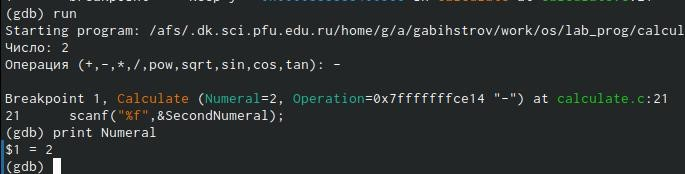 (gdb) run
Starting program: /afs/.dk.sci.pfu.edu.ru/home/g/a/gabihstrov/work/os/lab_prog/calcul
Число: 2
Операция (+,-,*,/,pow,sqrt,sin,cos,tan): -
Breakpoint 1, Calculate (Numeral=2, Operation=0x7fffffffce14 "-") at calculate.c:21
21 scanf("%f",&SecondNumeral);
(gdb) print Numeral
$1 = 2
(gdb)